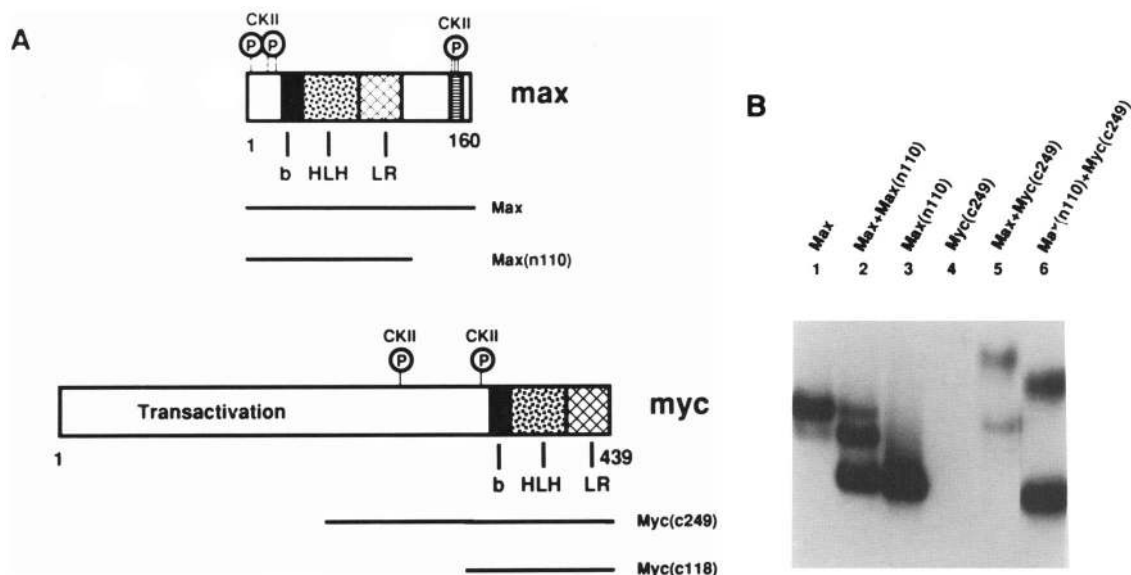 A
CKII
P P
CKII
P
max
1
160
b HLH LR
Max
Max(n110)
CKII
P
CKII
P
Transactivation
myc
1
439
b HLH LR
Myc(c249)
Myc(c118)
B
Max
Max+Max(n110)
Max(n110)
Myc(c249)
Max+Myc(c249)
(n110)+Myc(c249)
1 2 3 4 5 6